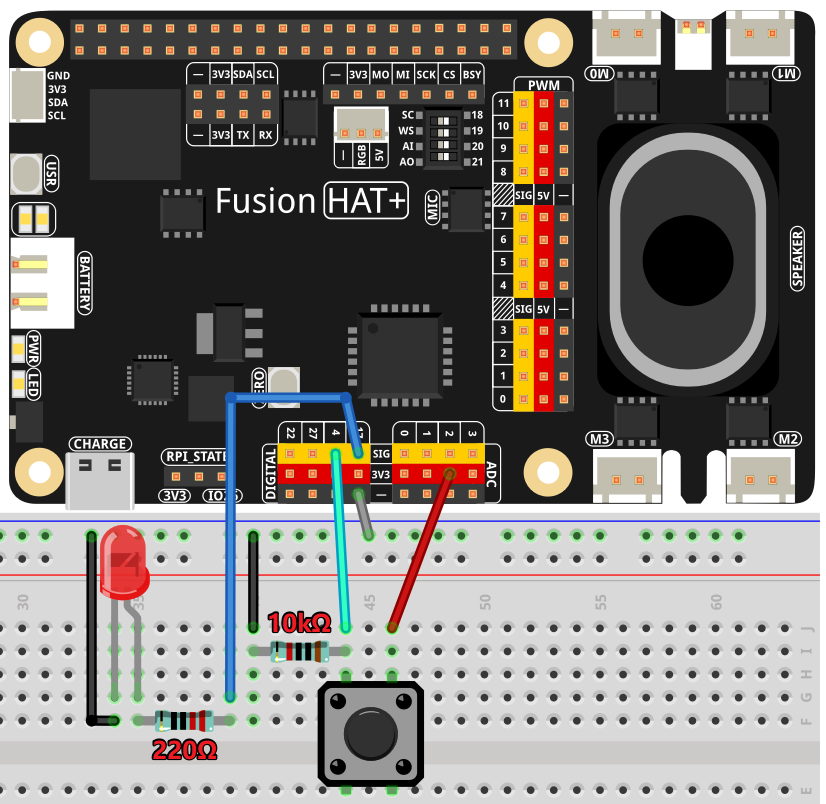 GND
3V3
SDA
SCL
— 3V3 SDA SCL
— 3V3 TX RX
— 3V3 MO MI SCK CS BSY
— RGB 5V
SC 18
WS 19
AI 20
AO 21
M0
M1
PWM
11
10
9
8
SIG 5V —
7
6
5
4
SIG 5V —
3
2
1
0
USR
Fusion HAT+
MIC
SPEAKER
BATTERY
PWR
LED
CHARGE
RPI_STATE
3V3
DIGITAL
22 27 4 17
SIG
3V3
—
0 1 2 3
ADC
M3
M2
30 35 45 50 55 60
J
I
H
G
F
E
10kΩ
220Ω